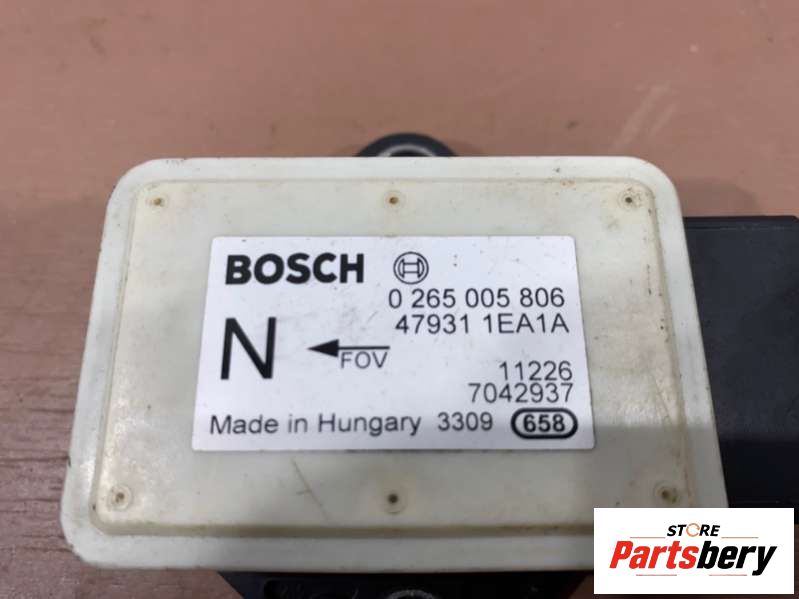 BOSCH
0 265 005 806
47931 1EA1A
N
FOV
11226
7042937
Made in Hungary 3309 658
STORE
Partsbery